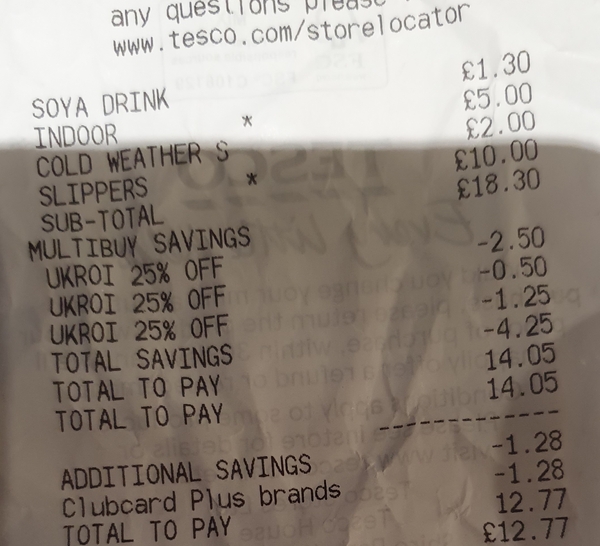 any questions please
www.tesco.com/storelocator
SOYA DRINK £1.30
INDOOR * £5.00
COLD WEATHER S £2.00
SLIPPERS * £10.00
SUB-TOTAL £18.30
MULTIBUY SAVINGS
UKROI 25% OFF -2.50
UKROI 25% OFF -0.50
UKROI 25% OFF -1.25
TOTAL SAVINGS -4.25
TOTAL TO PAY 14.05
TOTAL TO PAY 14.05
------------
ADDITIONAL SAVINGS -1.28
Clubcard Plus brands -1.28
TOTAL TO PAY 12.77
£12.77